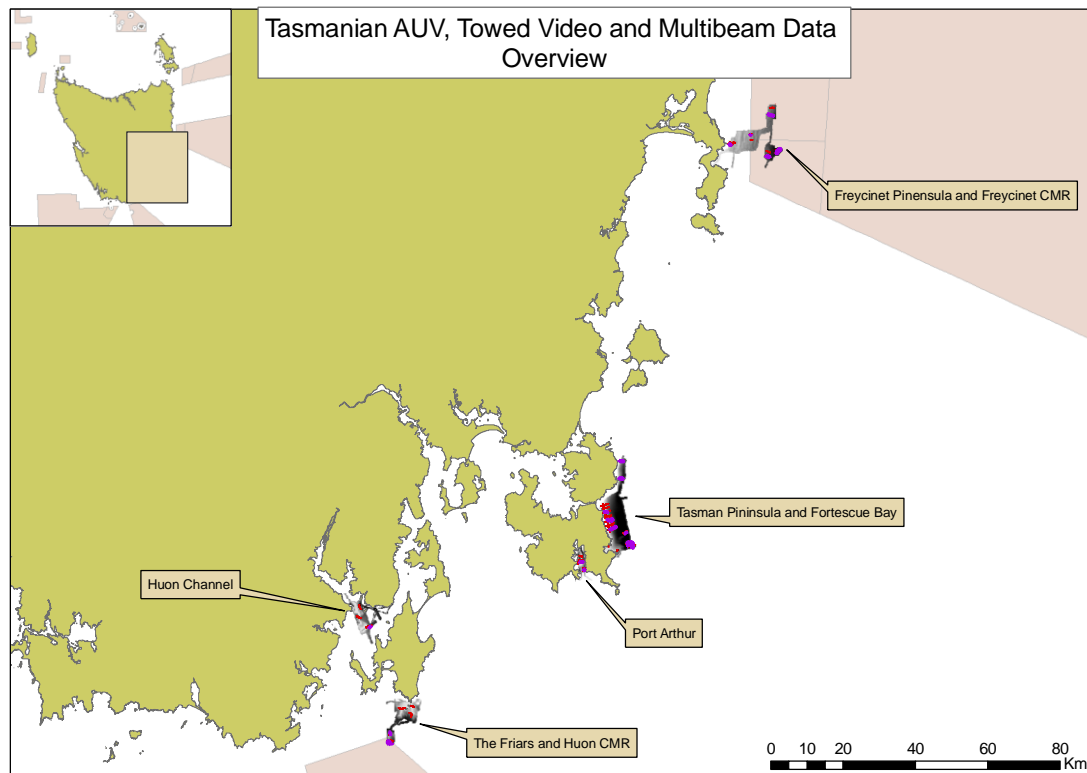 Tasmanian AUV, Towed Video and Multibeam Data
Overview
Freycinet Pinensula and Freycinet CMR
Tasman Pininsula and Fortescue Bay
Huon Channel
Port Arthur
The Friars and Huon CMR
0 10 20 40 60 80
Km